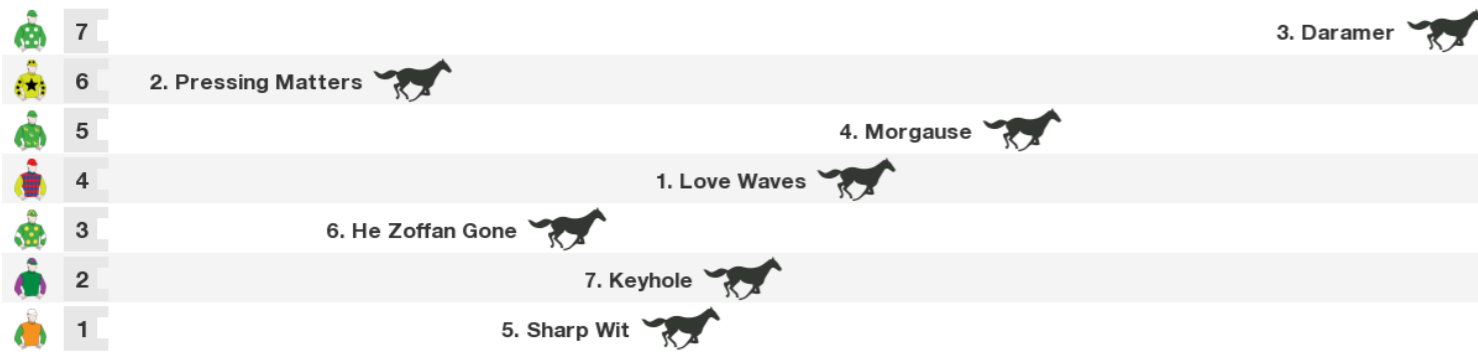 7 3. Daramer
6 2. Pressing Matters
5 4. Morgause
4 1. Love Waves
3 6. He Zoffan Gone
2 7. Keyhole
1 5. Sharp Wit